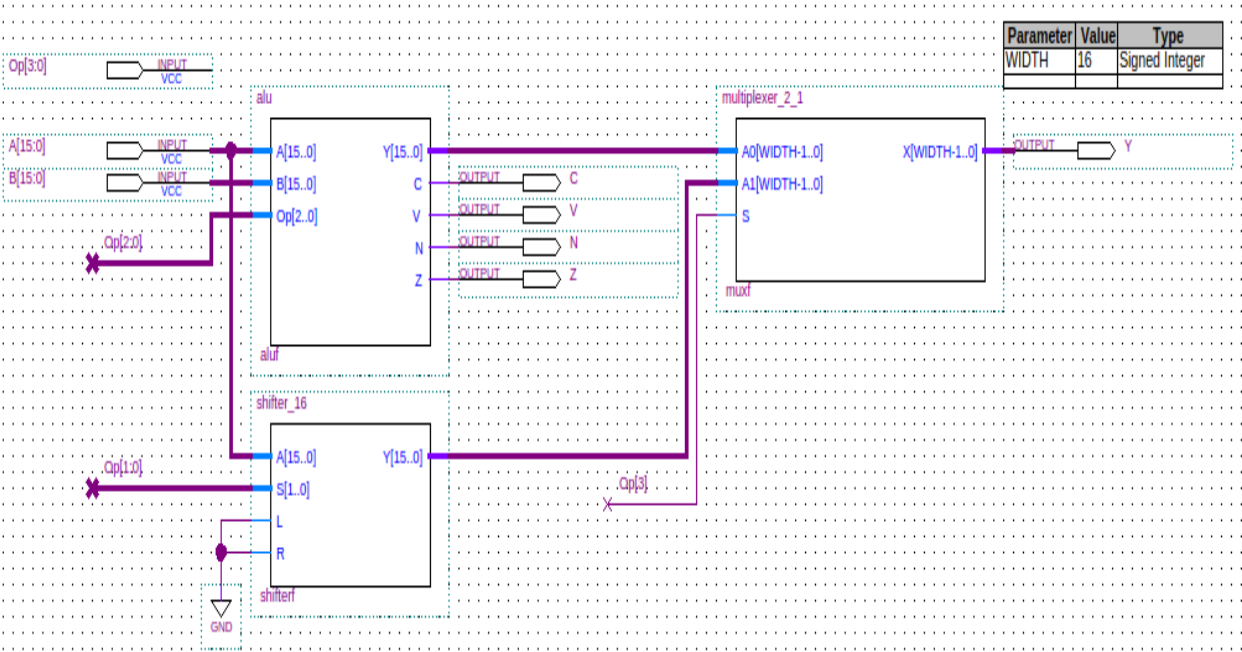 Parameter Value Type
WIDTH 16 Signed Integer
Op[3:0] INPUT
VCC
A[15:0] INPUT
VCC
B[15:0] INPUT
VCC
Op[2:0]
alu
A[15..0] Y[15..0]
B[15..0] C
Op[2..0] V
N
Z
aluf
OUTPUT C
OUTPUT V
OUTPUT N
OUTPUT Z
multiplexer_2_1
A0[WIDTH-1..0] X[WIDTH-1..0]
A1[WIDTH-1..0]
S
muxf
OUTPUT Y
shifter_16
A[15..0] Y[15..0]
S[1..0]
L
R
shifterf
Op[1:0]
Op[3]
GND